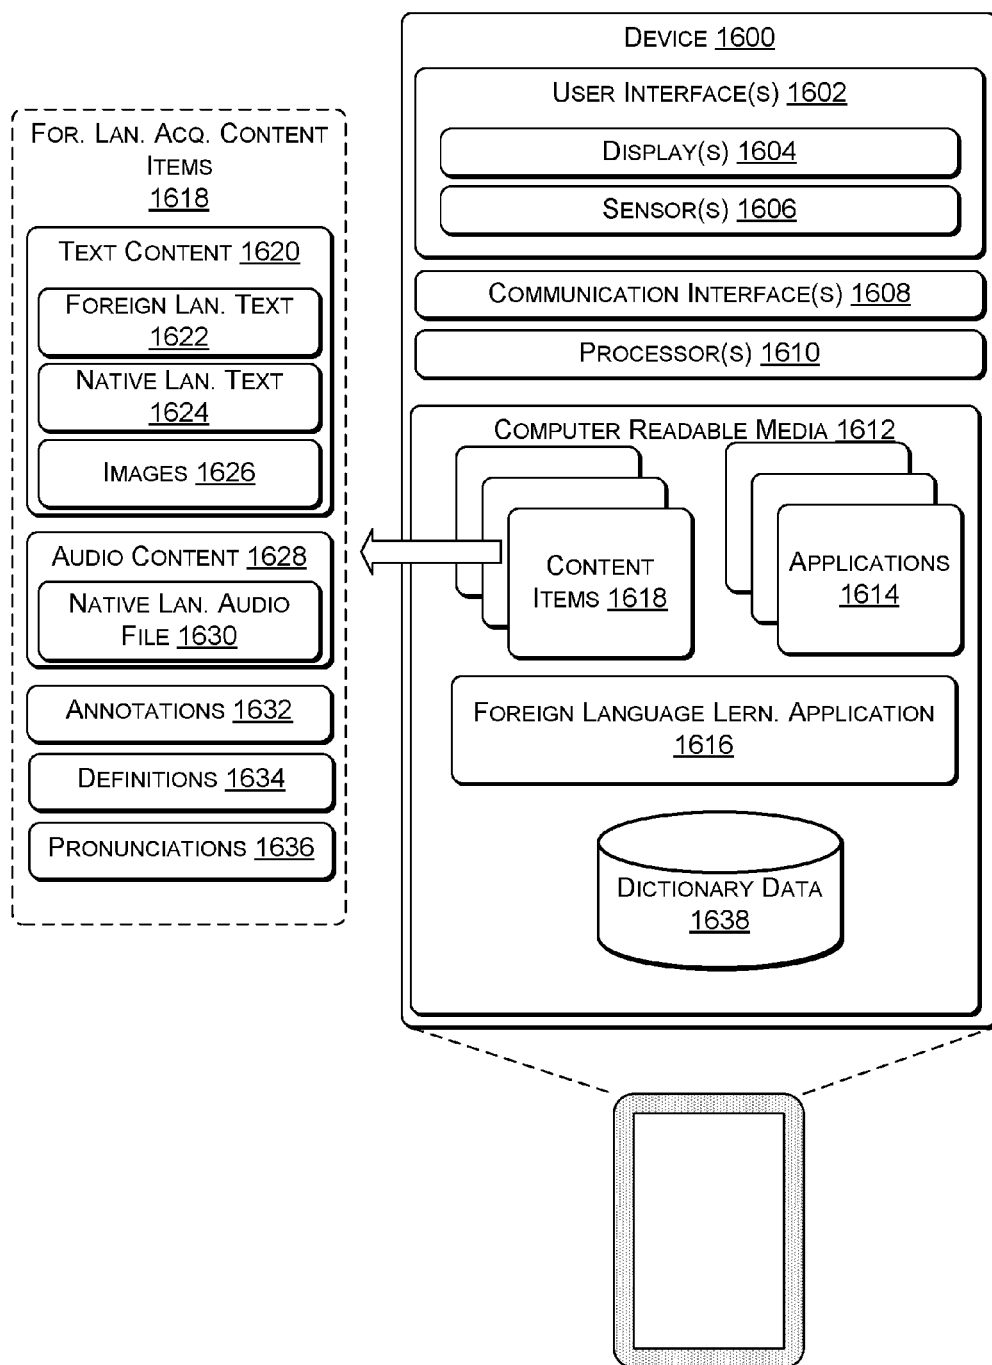 DEVICE 1600
USER INTERFACE(S) 1602
DISPLAY(S) 1604
SENSOR(S) 1606
COMMUNICATION INTERFACE(S) 1608
PROCESSOR(S) 1610
COMPUTER READABLE MEDIA 1612
CONTENT
ITEMS 1618
APPLICATIONS
1614
FOREIGN LANGUAGE LERN. APPLICATION
1616
DICTIONARY DATA
1638
FOR. LAN. ACQ. CONTENT
ITEMS
1618
TEXT CONTENT 1620
FOREIGN LAN. TEXT
1622
NATIVE LAN. TEXT
1624
IMAGES 1626
AUDIO CONTENT 1628
NATIVE LAN. AUDIO
FILE 1630
ANNOTATIONS 1632
DEFINITIONS 1634
PRONUNCIATIONS 1636